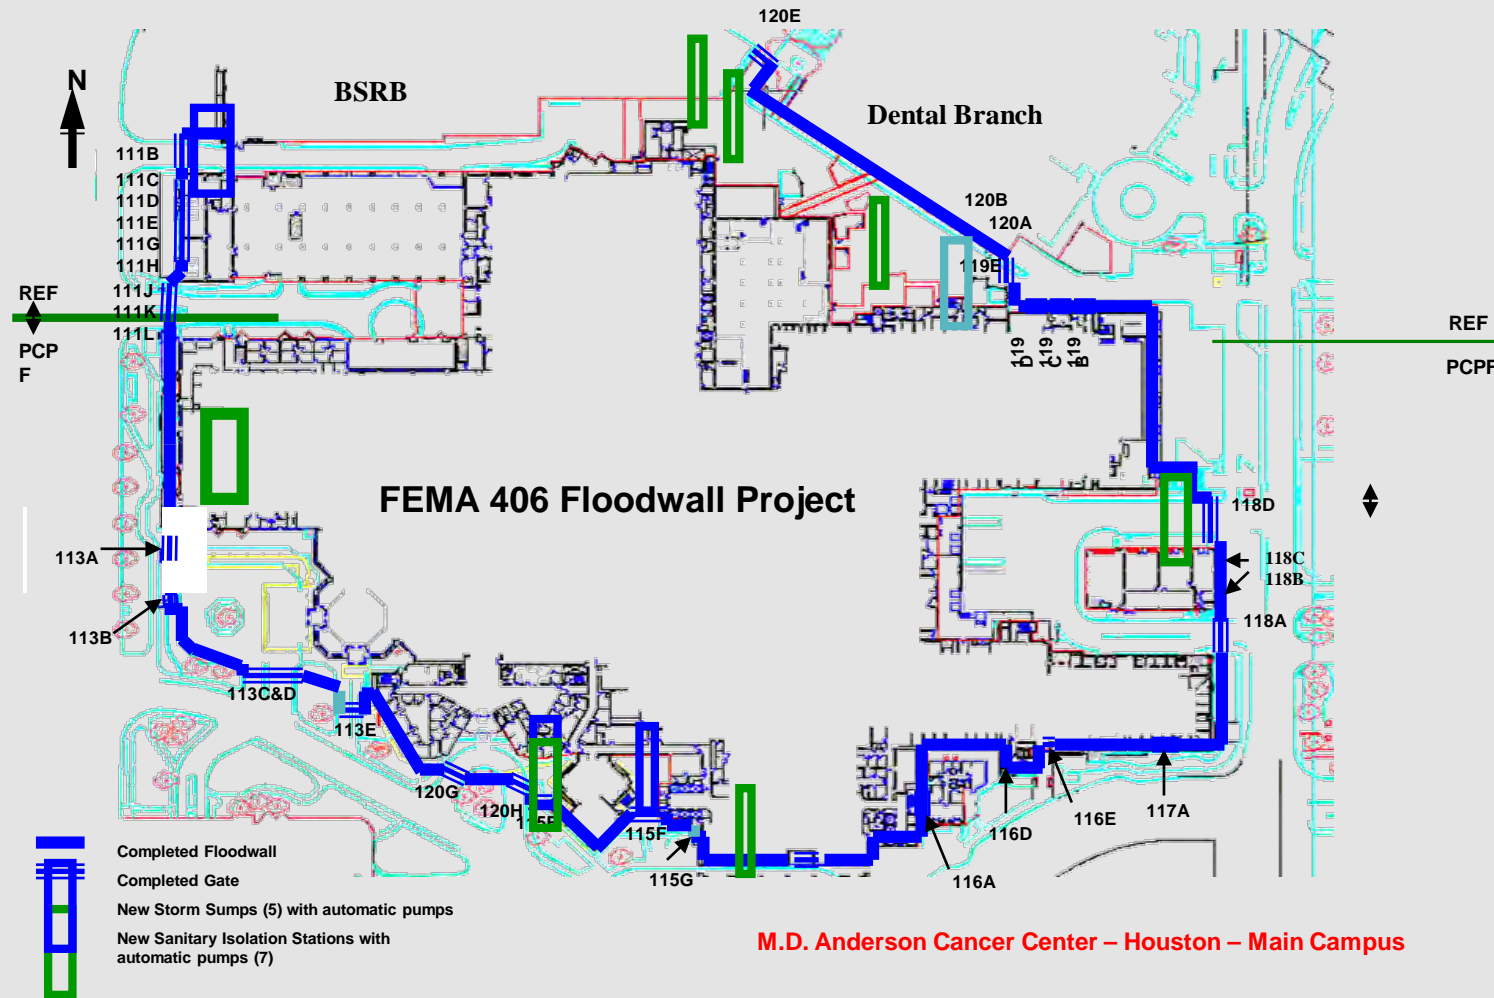 120E
N
BSRB
Dental Branch
111B
111C
111D
111E
111G
111H
111J
111K
111L
REF
PCP
F
120B
120A
119E
119
D
119
C
119
B
REF
PCPF
FEMA 406 Floodwall Project
118D
118C
118B
118A
113A
113B
113C&D
113E
120G
120H
115F
115G
116A
116D
116E
117A
Completed Floodwall
Completed Gate
New Storm Sumps (5) with automatic pumps
New Sanitary Isolation Stations with
automatic pumps (7)
M.D. Anderson Cancer Center – Houston – Main Campus